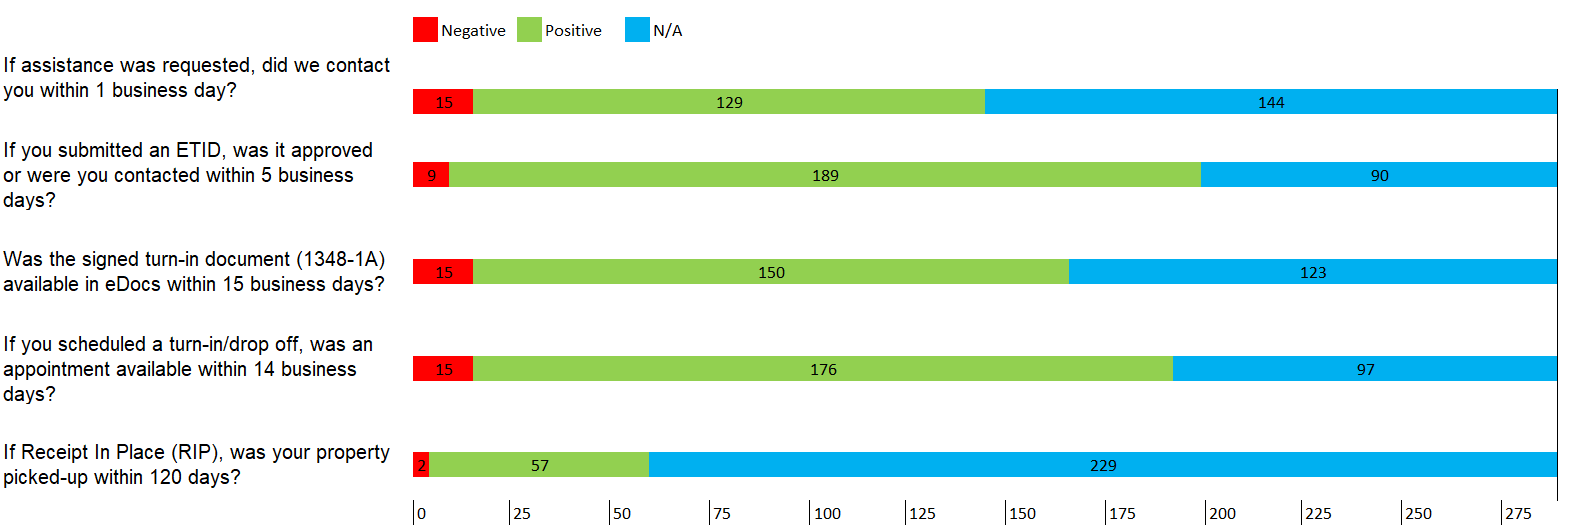 Negative Positive N/A
If assistance was requested, did we contact
you within 1 business day?
15 129 144
If you submitted an ETID, was it approved
or were you contacted within 5 business
days?
9 189 90
Was the signed turn-in document (1348-1A)
available in eDocs within 15 business days?
15 150 123
If you scheduled a turn-in/drop off, was an
appointment available within 14 business
days?
15 176 97
If Receipt In Place (RIP), was your property
picked-up within 120 days?
2 57 229
0 25 50 75 100 125 150 175 200 225 250 275